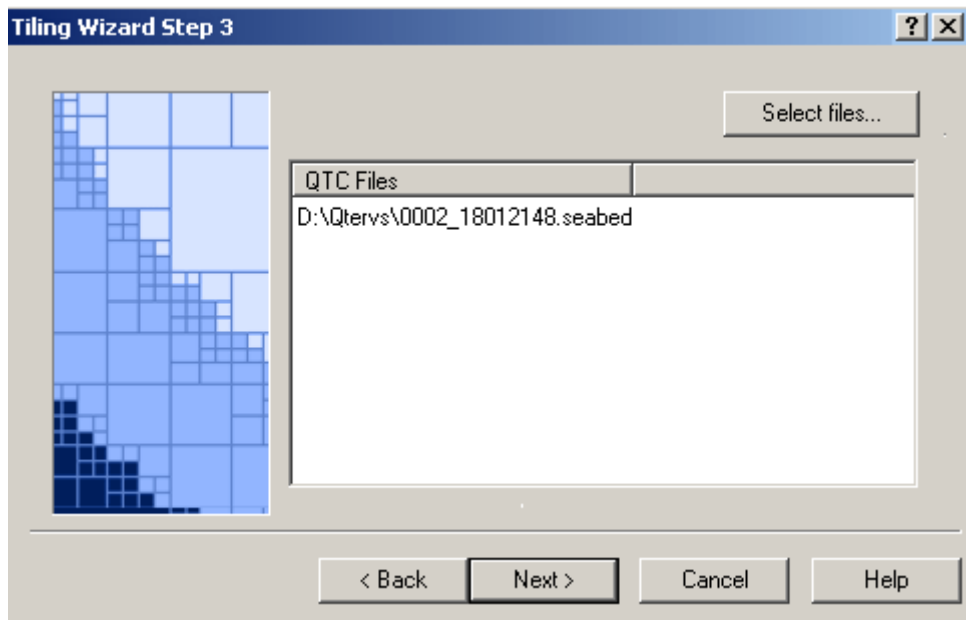 Tiling Wizard Step 3
Select files...
QTC Files
D:\Qtervs\0002_18012148.seabed
< Back
Next >
Cancel
Help